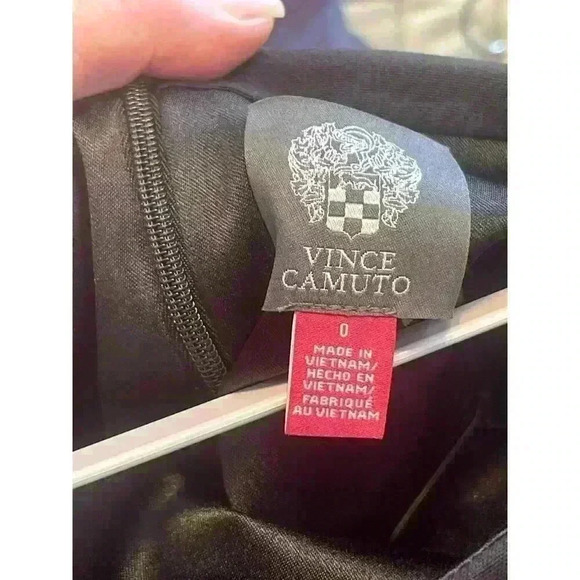 VINCE
CAMUTO
0
MADE IN
VIETNAM/
HECHO EN
VIETNAM/
FABRIQUÉ
AU VIETNAM